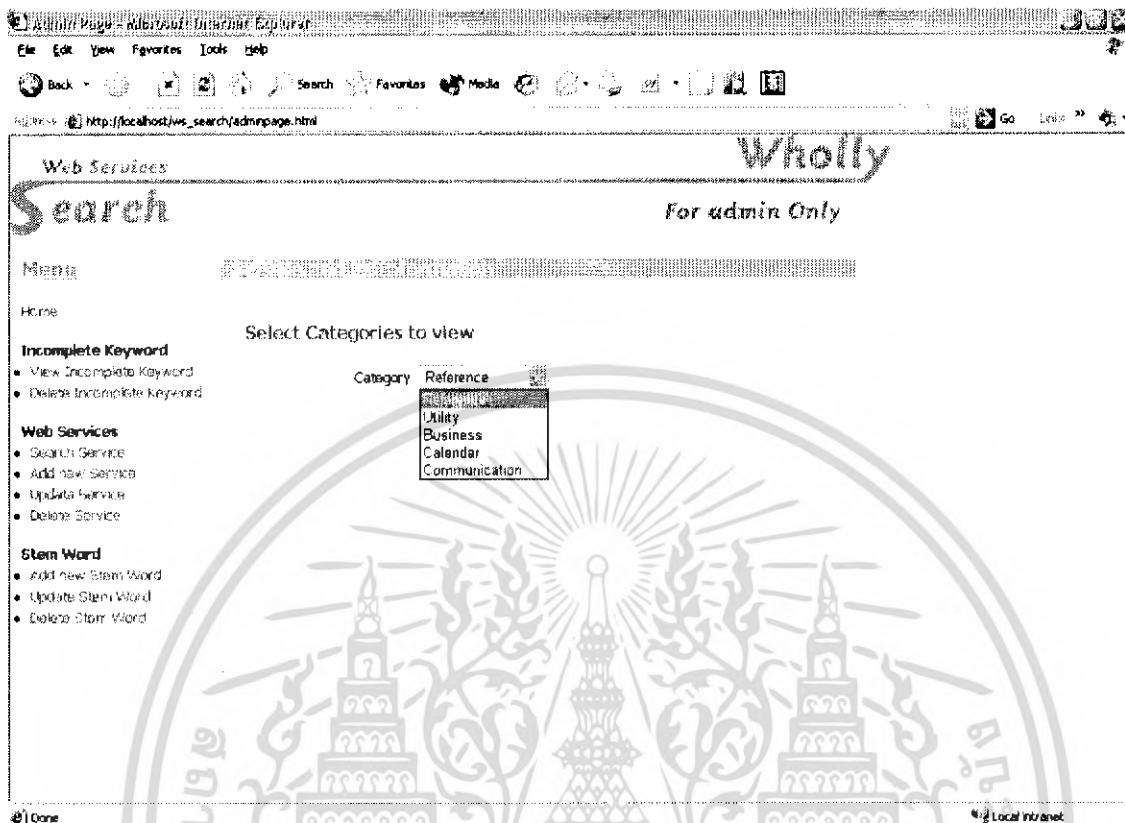 Admin Page - Microsoft Internet Explorer
File Edit View Favorites Tools Help
Back Search Favorites Media
Address http://localhost/ws_search/adminpage.html Go Links »
Web Services Wholly
Search For admin Only
Menu
Home
Select Categories to view
Incomplete Keyword
• View Incomplete Keyword
• Delete Incomplete Keyword
Category Reference
Utility
Business
Calendar
Communication
Web Services
• Search Service
• Add new Service
• Update Service
• Delete Service
Stem Word
• Add new Stem Word
• Update Stem Word
• Delete Stem Word
Done Local intranet